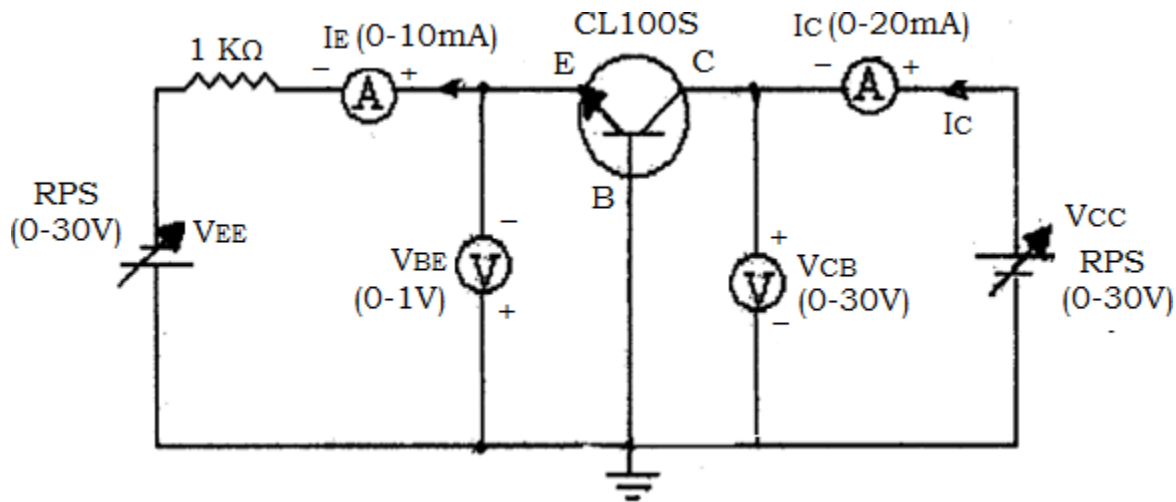 CL100S
IE (0-10mA)
IC (0-20mA)
1 KΩ
E
C
−
+
−
+
A
A
IC
B
RPS
(0-30V)
VEE
−
VBE
(0-1V)
V
+
+
VCB
(0-30V)
V
−
VCC
RPS
(0-30V)